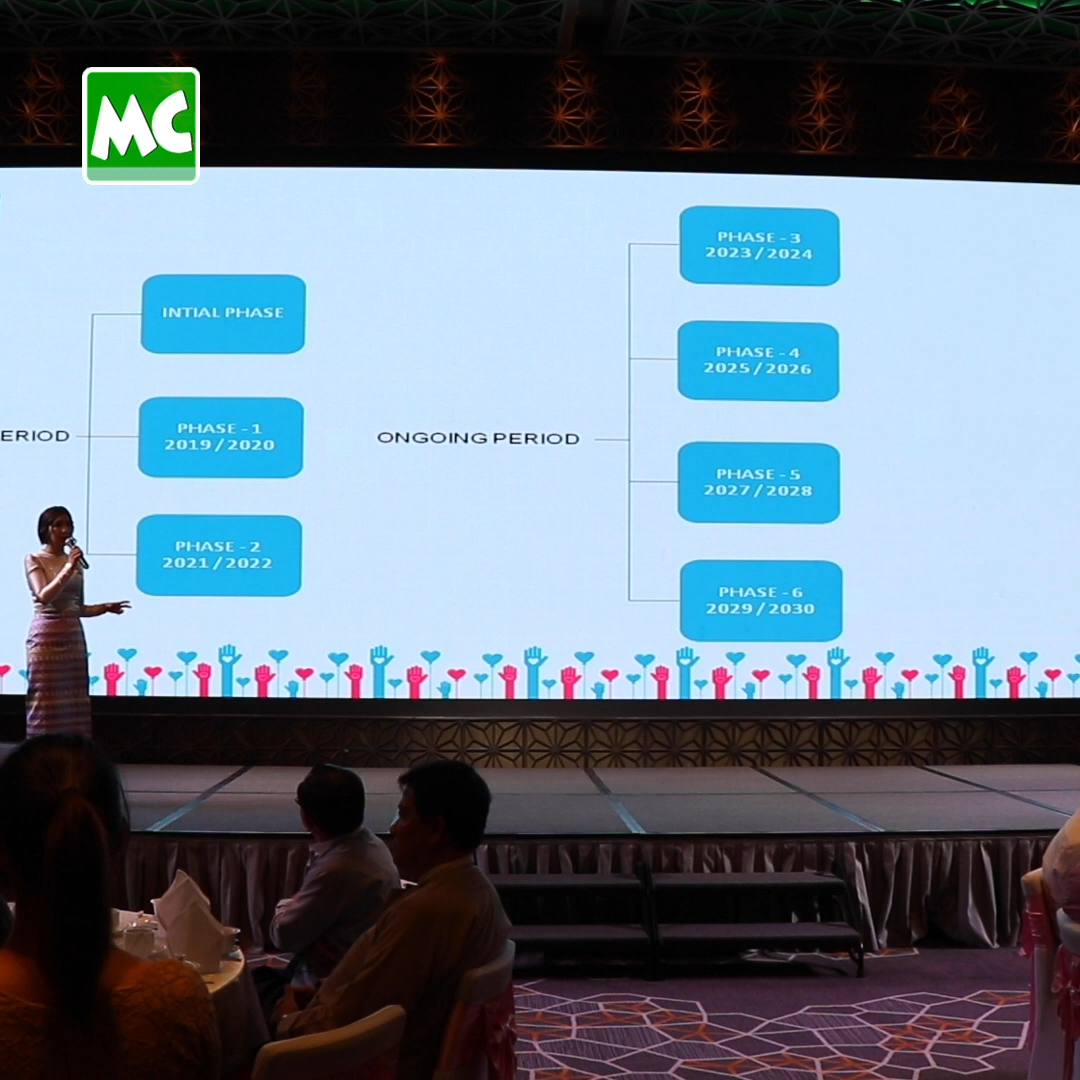 MC
ERIOD
INTIAL PHASE
PHASE - 1
2019 / 2020
PHASE - 2
2021 / 2022
ONGOING PERIOD
PHASE - 3
2023 / 2024
PHASE - 4
2025 / 2026
PHASE - 5
2027 / 2028
PHASE - 6
2029 / 2030